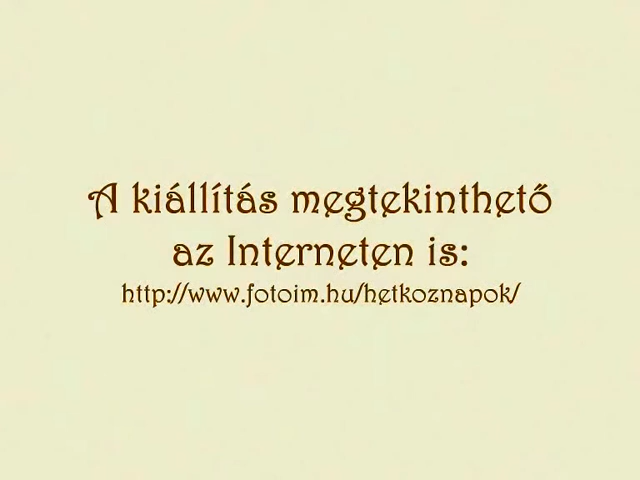 A kiállítás megtekinthető
az Interneten is:
http://www.fotoim.hu/hetkoznapok/